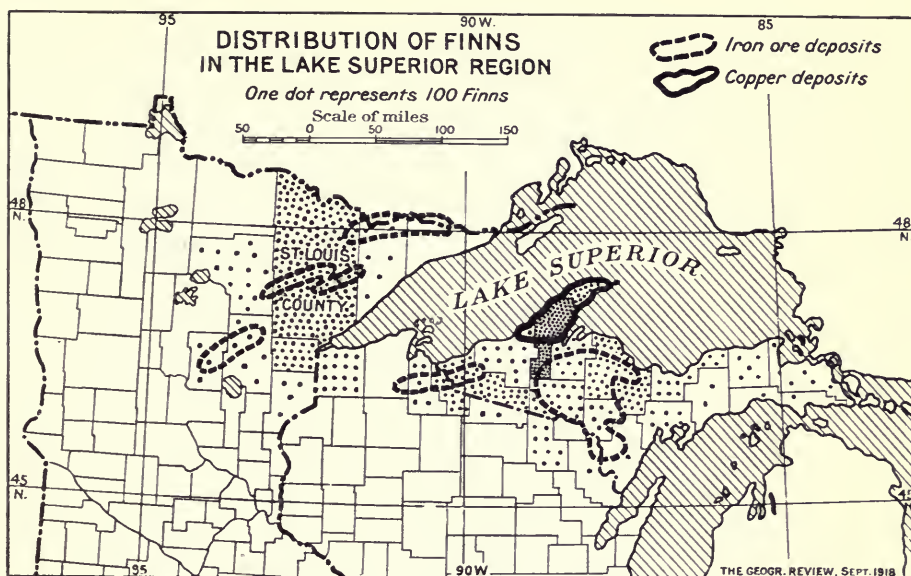 95
90W.
85
DISTRIBUTION OF FINNS
IN THE LAKE SUPERIOR REGION
One dot represents 100 Finns
Scale of miles
50 0 50 100 150
Iron ore deposits
Copper deposits
48
N.
48
N.
ST. LOUIS
COUNTY
LAKE SUPERIOR
45
N.
45
95
90W.
THE GEOGR. REVIEW, SEPT. 1918